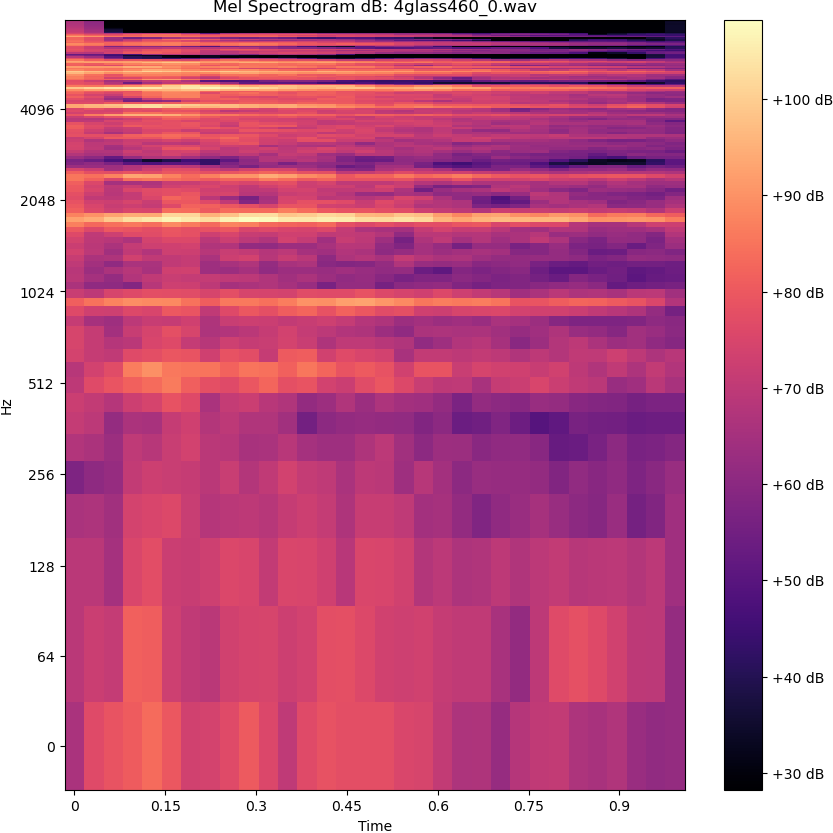 Mel Spectrogram dB: 4glass460_0.wav
Hz
4096
2048
1024
512
256
128
64
0
0 0.15 0.3 0.45 0.6 0.75 0.9
Time
+100 dB
+90 dB
+80 dB
+70 dB
+60 dB
+50 dB
+40 dB
+30 dB